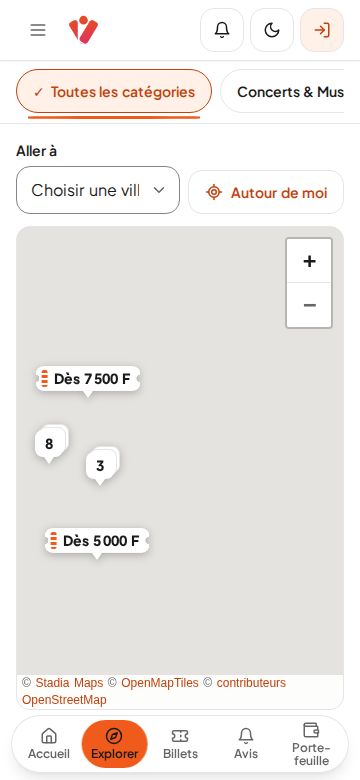 ✓ Toutes les catégories
Concerts & Mus
Aller à
Choisir une vill
Autour de moi
+
−
Dès 7 500 F
8
3
Dès 5 000 F
© Stadia Maps © OpenMapTiles © contributeurs
OpenStreetMap
Accueil
Explorer
Billets
Avis
Porte-
feuille